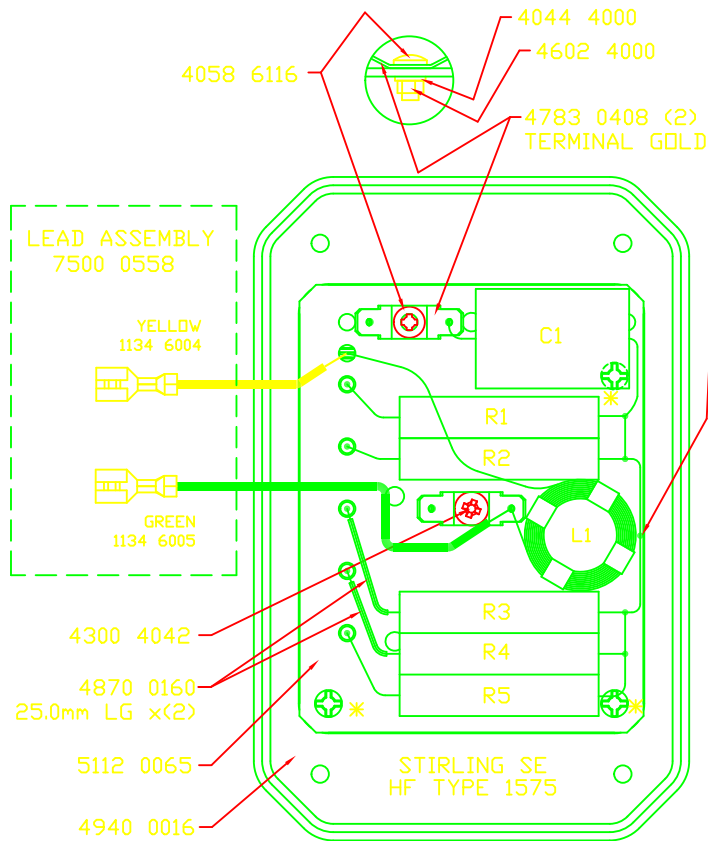 4044 4000
4602 4000
4058 6116
4783 0408 (2)
TERMINAL GOLD
LEAD ASSEMBLY
7500 0558
YELLOW
1134 6004
C1
R1
R2
GREEN
1134 6005
L1
R3
4300 4042
R4
4870 0160
25.0mm LG x(2)
R5
5112 0065
STIRLING SE
HF TYPE 1575
4940 0016